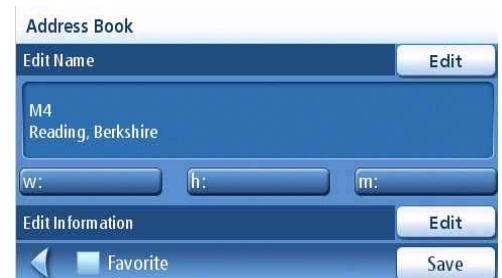 Address Book
Edit Name Edit
M4
Reading, Berkshire
w: h: m:
Edit Information Edit
Favorite Save